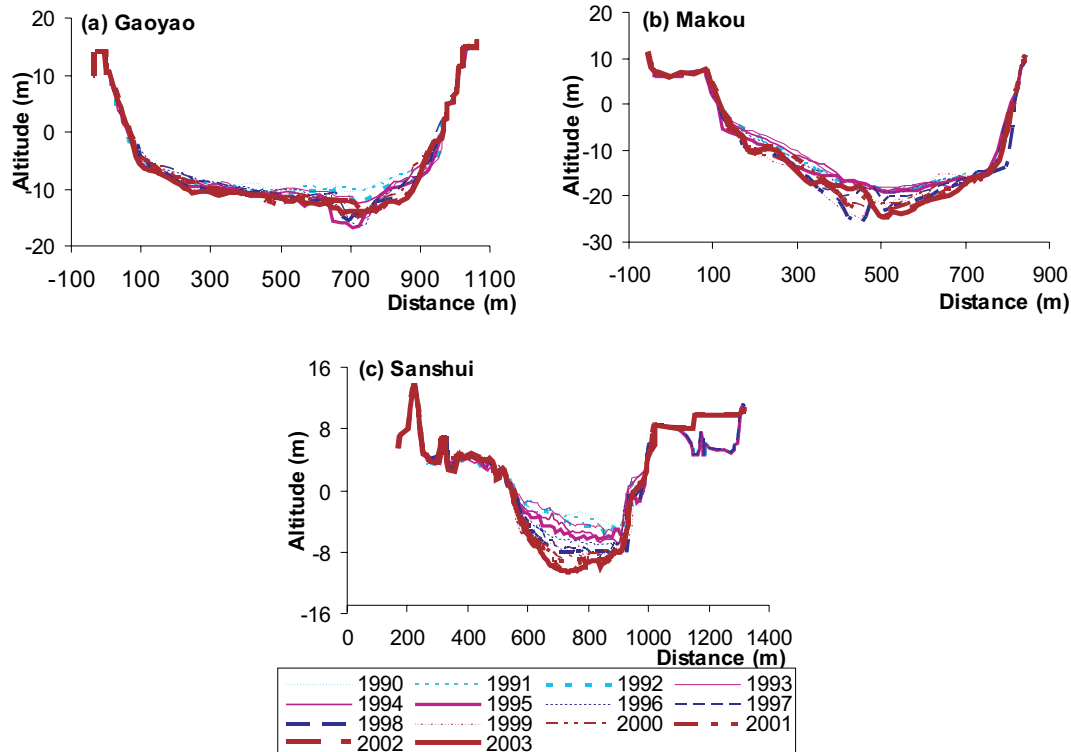 (a) Gaoyao
20
10
0
-10
-20
Altitude (m)
-100 100 300 500 700 900 1100
Distance (m)
(b) Makou
20
10
0
-10
-20
-30
Altitude (m)
-100 100 300 500 700 900
Distance (m)
(c) Sanshui
16
8
0
-8
-16
Altitude (m)
0 200 400 600 800 1000 1200 1400
Distance (m)
1990 1991 1992 1993
1994 1995 1996 1997
1998 1999 2000 2001
2002 2003